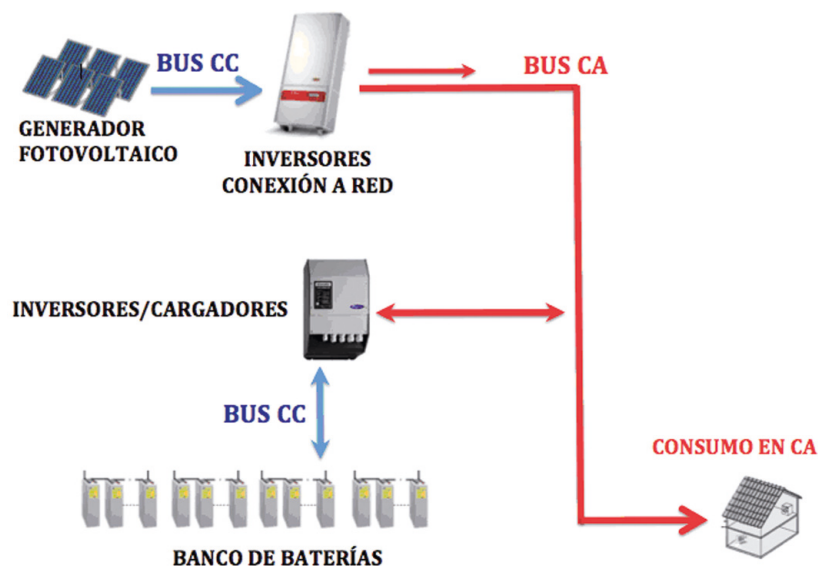 BUS CC
BUS CA
GENERADOR
FOTOVOLTAICO
INVERSORES
CONEXIÓN A RED
INVERSORES/CARGADORES
BUS CC
CONSUMO EN CA
BANCO DE BATERÍAS